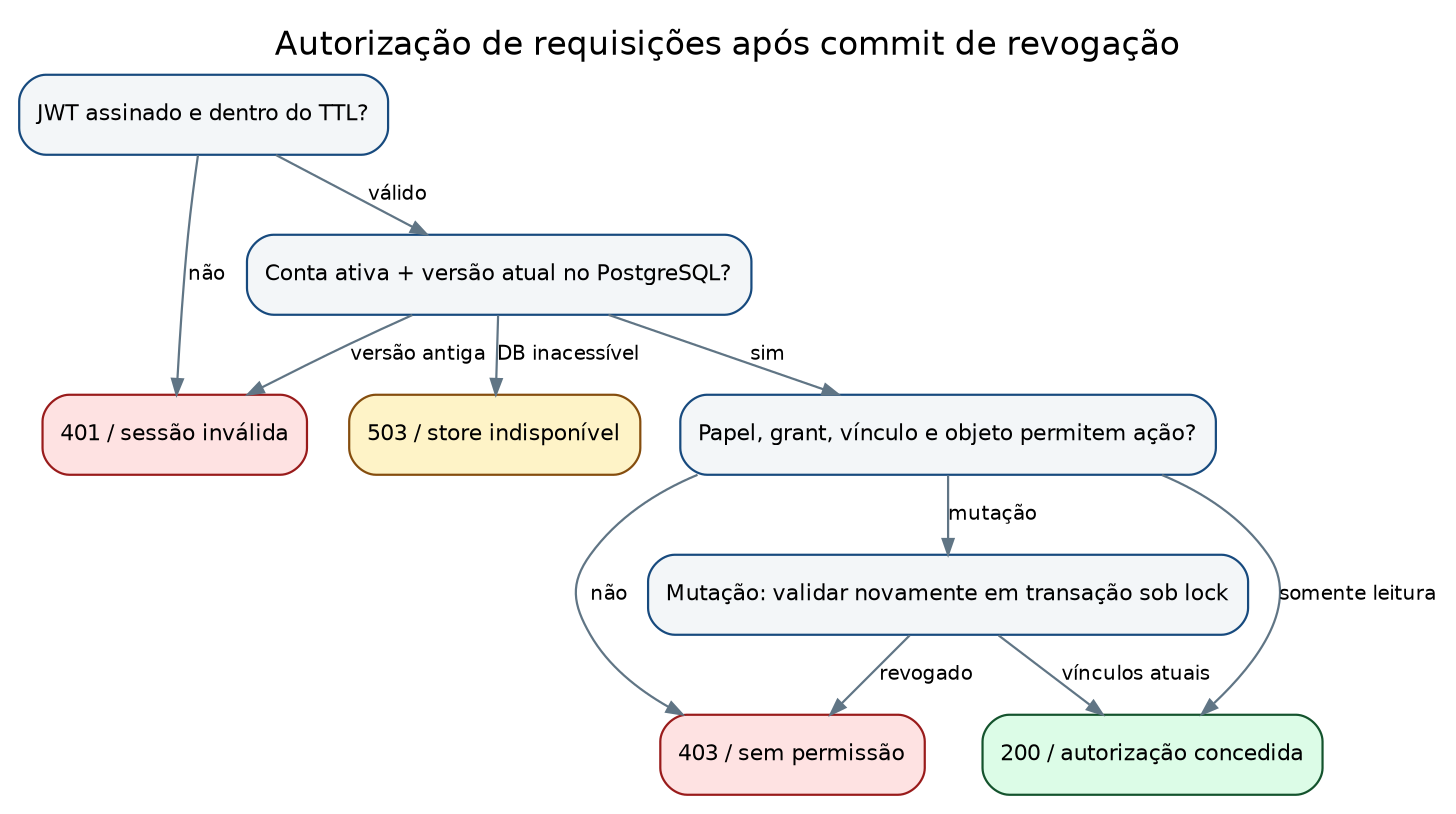 Autorização de requisições após commit de revogação
JWT assinado e dentro do TTL?
válido
não
Conta ativa + versão atual no PostgreSQL?
versão antiga
DB inacessível
sim
401 / sessão inválida
503 / store indisponível
Papel, grant, vínculo e objeto permitem ação?
mutação
não
Mutação: validar novamente em transação sob lock
somente leitura
revogado
vínculos atuais
403 / sem permissão
200 / autorização concedida